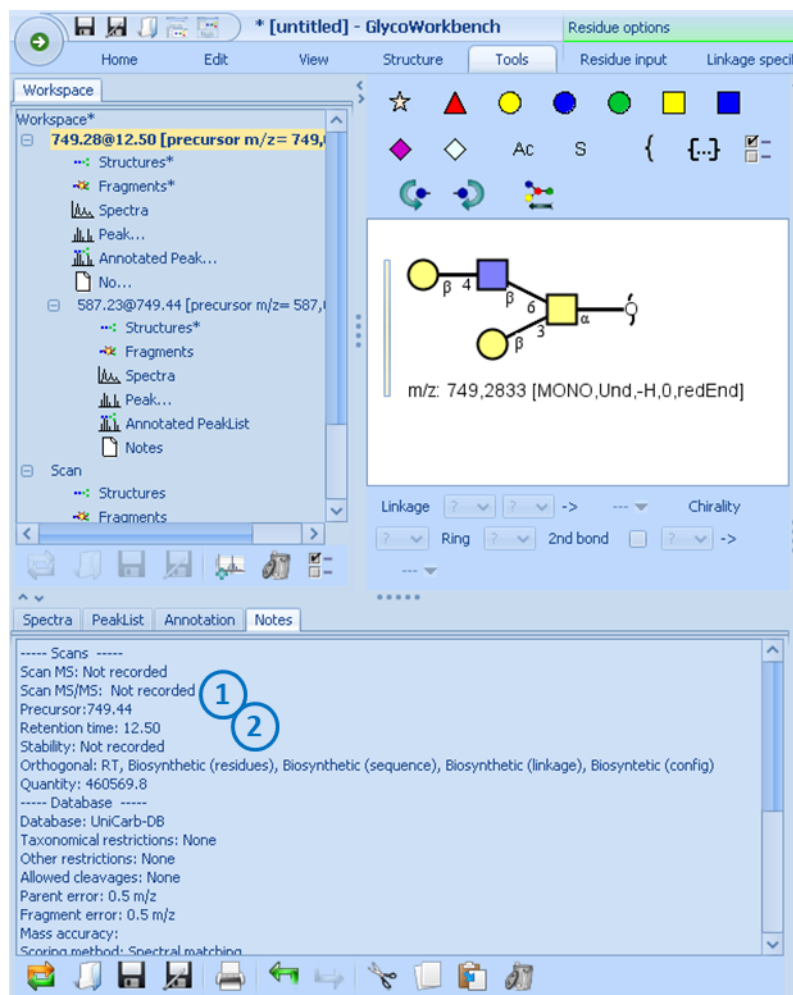 * [untitled] - GlycoWorkbench
Residue options
Home Edit View Structure Tools Residue input Linkage speci
Workspace
Workspace*
749.28@12.50 [precursor m/z= 749,
Structures*
Fragments*
Spectra
Peak...
Annotated Peak...
No...
587.23@749.44 [precursor m/z= 587,
Structures*
Fragments
Spectra
Peak...
Annotated PeakList
Notes
Scan
Structures
Fragments
Ac S { {...}
β 4 β 6
β 3 α
m/z: 749,2833 [MONO,Und,-H,0,redEnd]
Linkage ? ? -> --- Chirality
? Ring ? 2nd bond ? ->
---
Spectra PeakList Annotation Notes
----- Scans -----
Scan MS: Not recorded
Scan MS/MS: Not recorded
1
Precursor:749.44
2
Retention time: 12.50
Stability: Not recorded
Orthogonal: RT, Biosynthetic (residues), Biosynthetic (sequence), Biosynthetic (linkage), Biosyntetic (config)
Quantity: 460569.8
----- Database -----
Database: UniCarb-DB
Taxonomical restrictions: None
Other restrictions: None
Allowed cleavages: None
Parent error: 0.5 m/z
Fragment error: 0.5 m/z
Mass accuracy:
Scoring method: Spectral matching